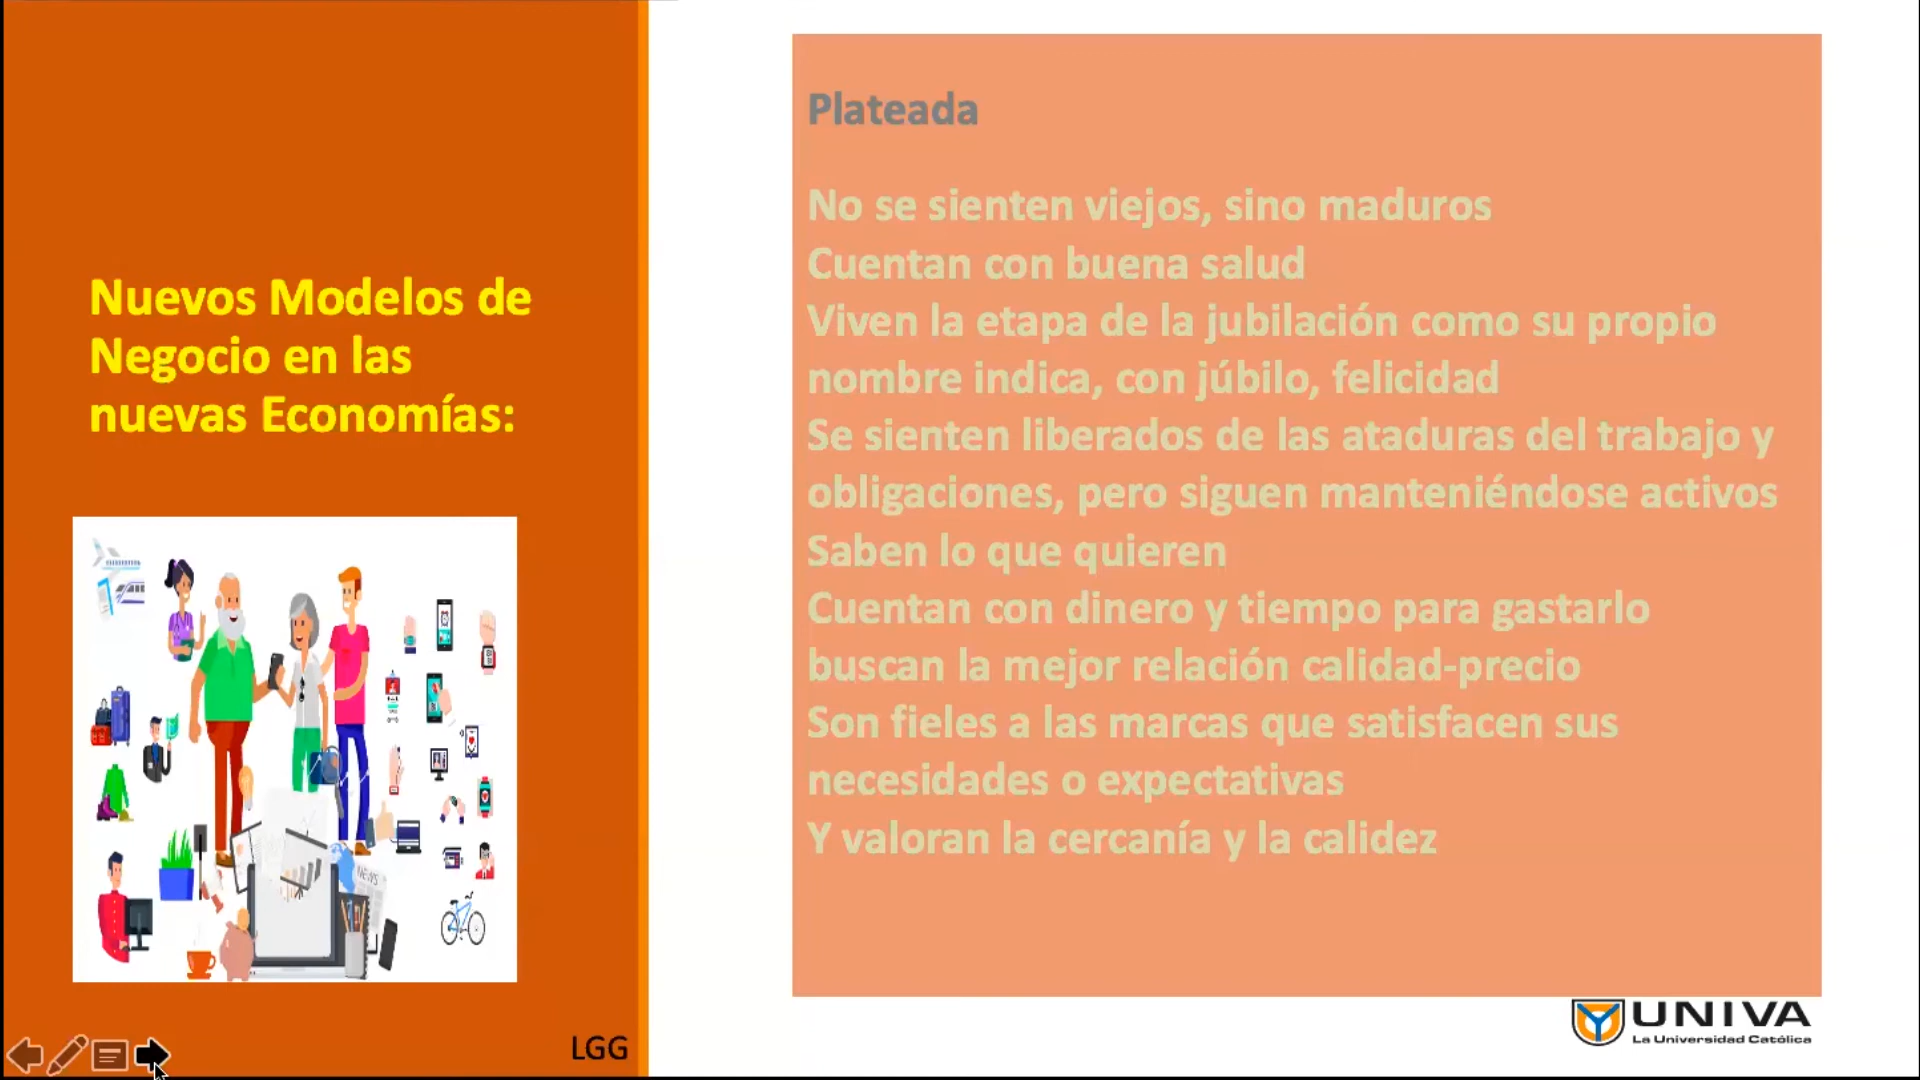 Nuevos Modelos de
Negocio en las
nuevas Economías:
NEWS
LGG
Plateada
No se sienten viejos, sino maduros
Cuentan con buena salud
Viven la etapa de la jubilación como su propio
nombre indica, con júbilo, felicidad
Se sienten liberados de las ataduras del trabajo y
obligaciones, pero siguen manteniéndose activos
Saben lo que quieren
Cuentan con dinero y tiempo para gastarlo
buscan la mejor relación calidad-precio
Son fieles a las marcas que satisfacen sus
necesidades o expectativas
Y valoran la cercanía y la calidez
UNIVA
La Universidad Católica